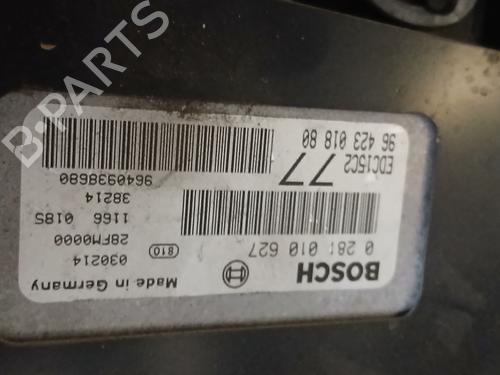 B-PARTS
BOSCH
0 281 010 627
77
EDC15C2
96 423 018 80
9640938680
38214
1166 0185
28FM0000
030214
810
Made in Germany